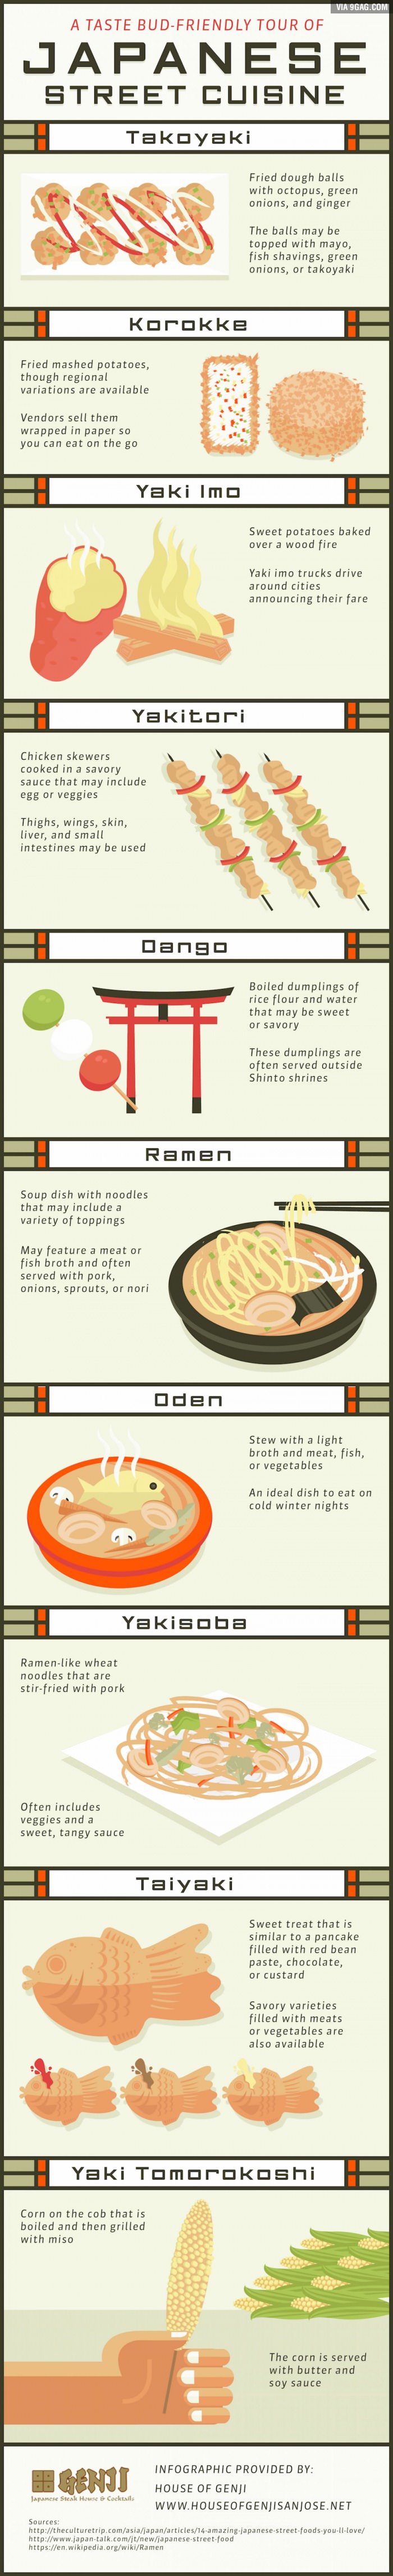 VIA 9GAG.COM
A TASTE BUD-FRIENDLY TOUR OF
JAPANESE
STREET CUISINE
Takoyaki
Fried dough balls
with octopus, green
onions, and ginger
The balls may be
topped with mayo,
fish shavings, green
onions, or takoyaki
Korokke
Fried mashed potatoes,
though regional
variations are available
Vendors sell them
wrapped in paper so
you can eat on the go
Yaki Imo
Sweet potatoes baked
over a wood fire
Yaki imo trucks drive
around cities
announcing their fare
Yakitori
Chicken skewers
cooked in a savory
sauce that may include
egg or veggies
Thighs, wings, skin,
liver, and small
intestines may be used
Dango
Boiled dumplings of
rice flour and water
that may be sweet
or savory
These dumplings are
often served outside
Shinto shrines
Ramen
Soup dish with noodles
that may include a
variety of toppings
May feature a meat or
fish broth and often
served with pork,
onions, sprouts, or nori
Oden
Stew with a light
broth and meat, fish,
or vegetables
An ideal dish to eat on
cold winter nights
Yakisoba
Ramen-like wheat
noodles that are
stir-fried with pork
Often includes
veggies and a
sweet, tangy sauce
Taiyaki
Sweet treat that is
similar to a pancake
filled with red bean
paste, chocolate,
or custard
Savory varieties
filled with meats
or vegetables are
also available
Yaki Tomorokoshi
Corn on the cob that is
boiled and then grilled
with miso
The corn is served
with butter and
soy sauce
GENJI
Japanese Steak House & Cocktails
INFOGRAPHIC PROVIDED BY:
HOUSE OF GENJI
WWW.HOUSEOFGENJISANJOSE.NET
Sources:
http://theculturetrip.com/asia/japan/articles/14-amazing-japanese-street-foods-you-ll-love/
http://www.japan-talk.com/jt/new/japanese-street-food
https://en.wikipedia.org/wiki/Ramen